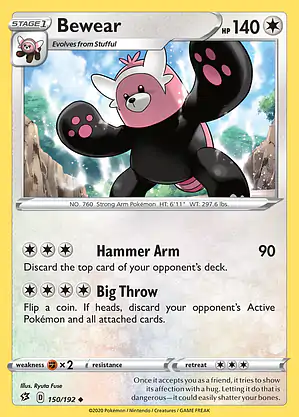 STAGE 1 Bewear HP 140
Evolves from Stufful
NO. 760 Strong Arm Pokémon HT: 6'11" WT: 297.6 lbs.
Hammer Arm 90
Discard the top card of your opponent's deck.
Big Throw
Flip a coin. If heads, discard your opponent's Active
Pokémon and all attached cards.
weakness ×2 resistance retreat
Once it accepts you as a friend, it tries to show
its affection with a hug. Letting it do that is
dangerous—it could easily shatter your bones.
Illus. Ryuta Fuse
D 150/192
©2020 Pokémon / Nintendo / Creatures / GAME FREAK